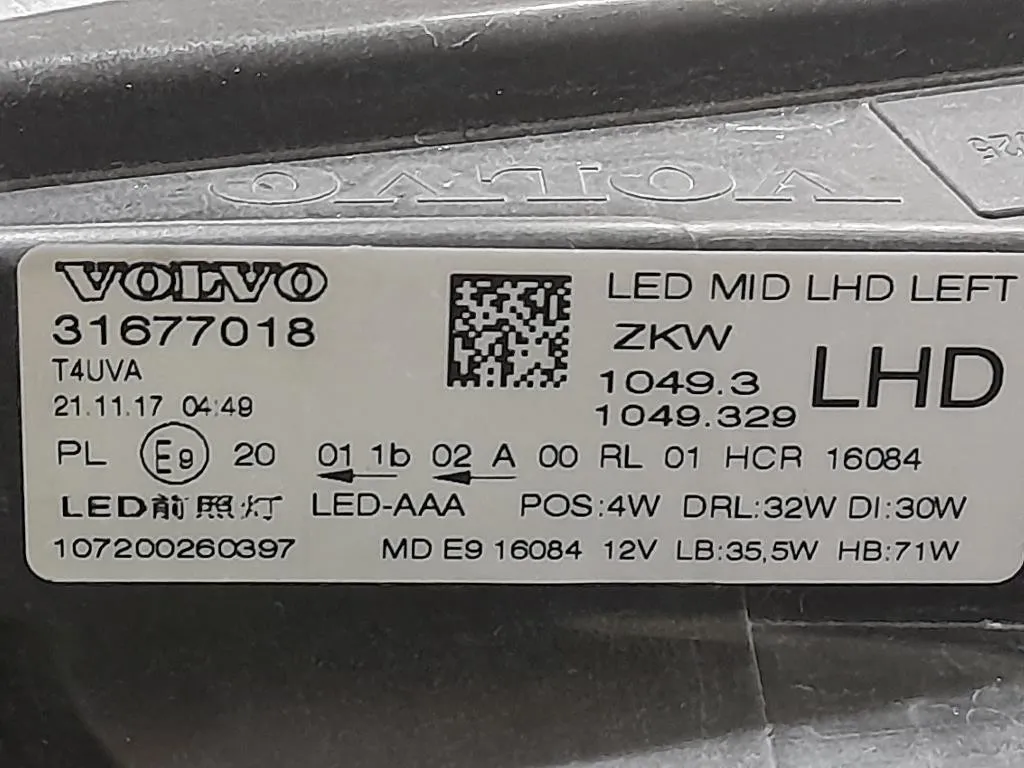 VOLVO
025
VOLVO
31677018
T4UVA
21.11.17 04:49
LED MID LHD LEFT
ZKW
1049.3
1049.329
LHD
PL E9 20 01 1b 02 A 00 RL 01 HCR 16084
LED前照灯 LED-AAA POS:4W DRL:32W DI:30W
107200260397 MD E9 16084 12V LB:35,5W HB:71W